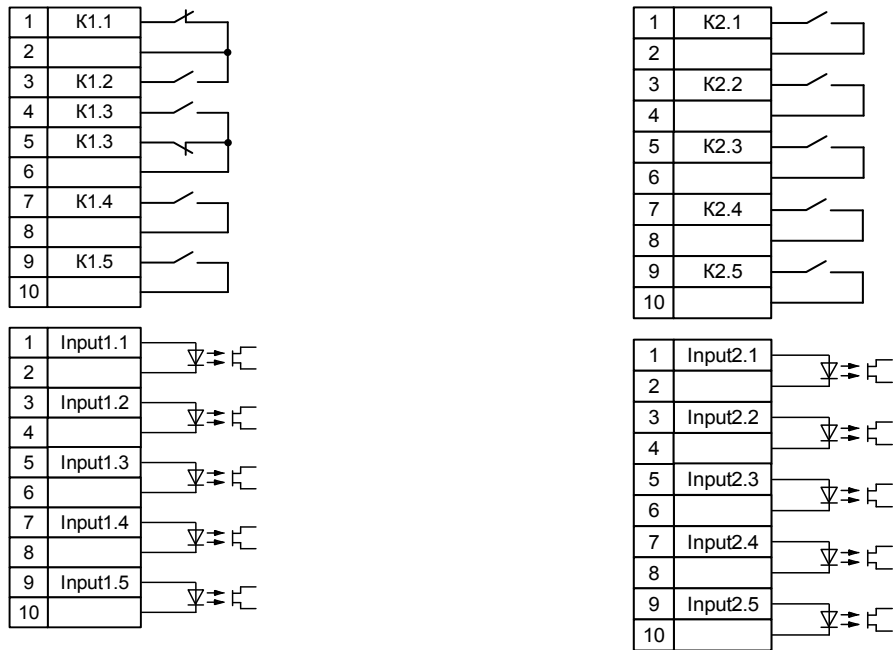 1 K1.1
2
3 K1.2
4 K1.3
5 K1.3
6
7 K1.4
8
9 K1.5
10
1 Input1.1
2
3 Input1.2
4
5 Input1.3
6
7 Input1.4
8
9 Input1.5
10
1 K2.1
2
3 K2.2
4
5 K2.3
6
7 K2.4
8
9 K2.5
10
1 Input2.1
2
3 Input2.2
4
5 Input2.3
6
7 Input2.4
8
9 Input2.5
10